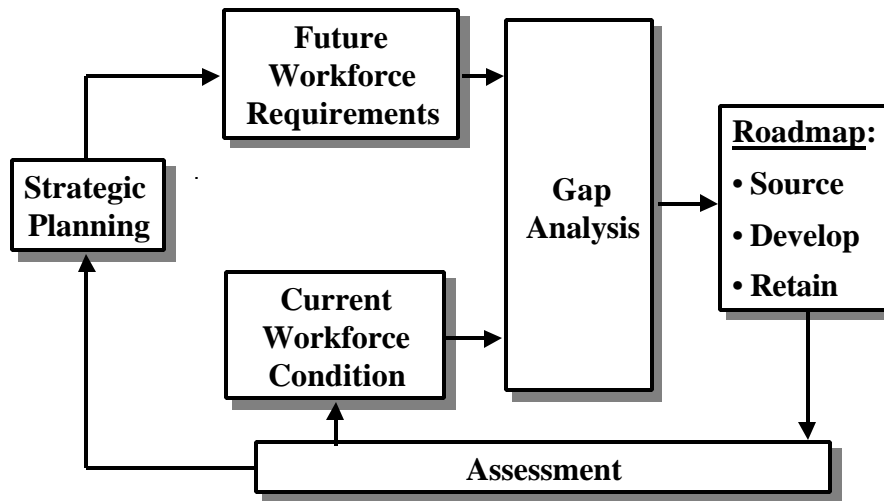 Future
Workforce
Requirements
Strategic
Planning
Gap
Analysis
Roadmap:
• Source
• Develop
• Retain
Current
Workforce
Condition
Assessment